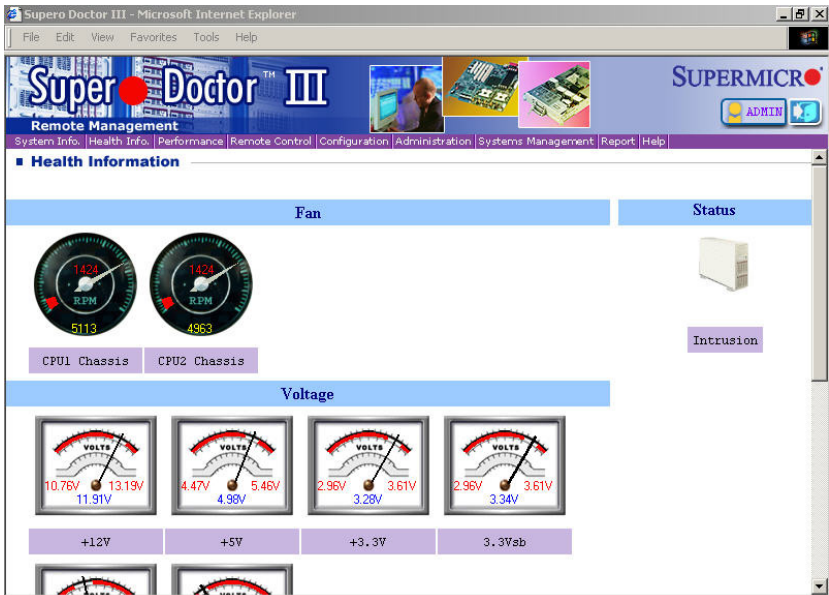 Supero Doctor III - Microsoft Internet Explorer
File Edit View Favorites Tools Help
Super Doctor™ III
SUPERMICR
Remote Management
ADMIN
System Info. Health Info. Performance Remote Control Configuration Administration Systems Management Report Help
Health Information
Fan
Status
1424
RPM
5113
1424
RPM
4963
CPU1 Chassis
CPU2 Chassis
Intrusion
Voltage
VOLTS
10.76V 13.19V
11.91V
VOLTS
4.47V 5.46V
4.98V
VOLTS
2.96V 3.61V
3.28V
VOLTS
2.96V 3.61V
3.34V
+12V
+5V
+3.3V
3.3Vsb